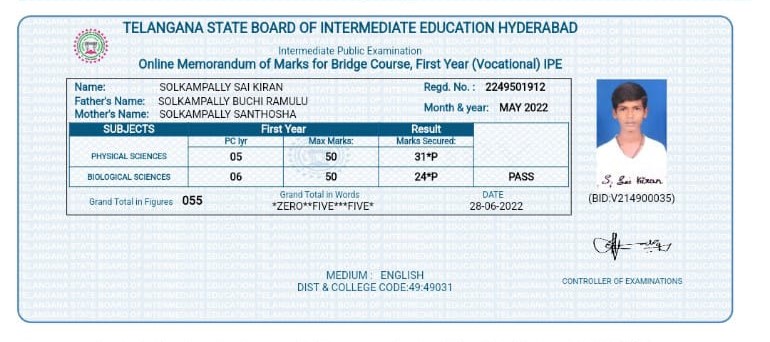 TELANGANA STATE BOARD OF INTERMEDIATE EDUCATION HYDERABAD
Intermediate Public Examination
Online Memorandum of Marks for Bridge Course, First Year (Vocational) IPE
Name: SOLKAMPALLY SAI KIRAN Regd. No. : 2249501912
Father's Name: SOLKAMPALLY BUCHI RAMULU
Mother's Name: SOLKAMPALLY SANTHOSHA Month & year: MAY 2022
SUBJECTS First Year Result
PC Iyr Max Marks: Marks Secured:
PHYSICAL SCIENCES 05 50 31*P
BIOLOGICAL SCIENCES 06 50 24*P PASS
Grand Total in Figures 055 Grand Total in Words DATE
*ZERO**FIVE***FIVE* 28-06-2022
S. Sai Kiran
(BID:V214900035)
MEDIUM : ENGLISH
DIST & COLLEGE CODE:49:49031
CONTROLLER OF EXAMINATIONS